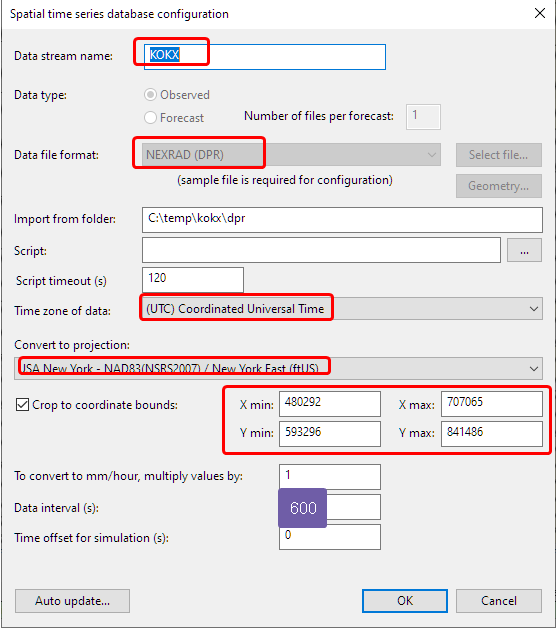 Spatial time series database configuration
Data stream name: KOKX
Data type: Observed
Forecast Number of files per forecast: 1
Data file format: NEXRAD (DPR) Select file...
(sample file is required for configuration)
Geometry...
Import from folder: C:\temp\kokx\dpr
Script: ...
Script timeout (s) 120
Time zone of data: (UTC) Coordinated Universal Time
Convert to projection:
USA New York - NAD83(NSRS2007) / New York East (ftUS)
Crop to coordinate bounds: X min: 480292 X max: 707065
Y min: 593296 Y max: 841486
To convert to mm/hour, multiply values by: 1
Data interval (s): 600
Time offset for simulation (s): 0
Auto update... OK Cancel